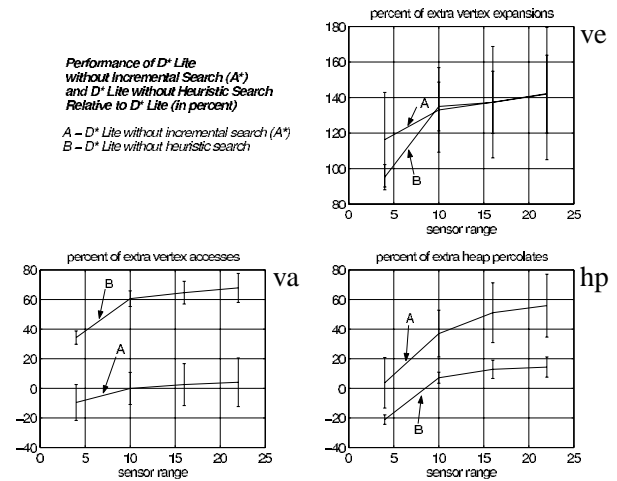 percent of extra vertex expansions
180
160
140
120
100
80
0 5 10 15 20 25
sensor range
A
B
ve
Performance of D* Lite
without Incremental Search (A*)
and D* Lite without Heuristic Search
Relative to D* Lite (in percent)
A – D* Lite without incremental search (A*)
B – D* Lite without heuristic search
percent of extra vertex accesses
80
60
40
20
0
−20
−40
0 5 10 15 20 25
sensor range
B
A
va
percent of extra heap percolates
80
60
40
20
0
−20
−40
0 5 10 15 20 25
sensor range
A
B
hp